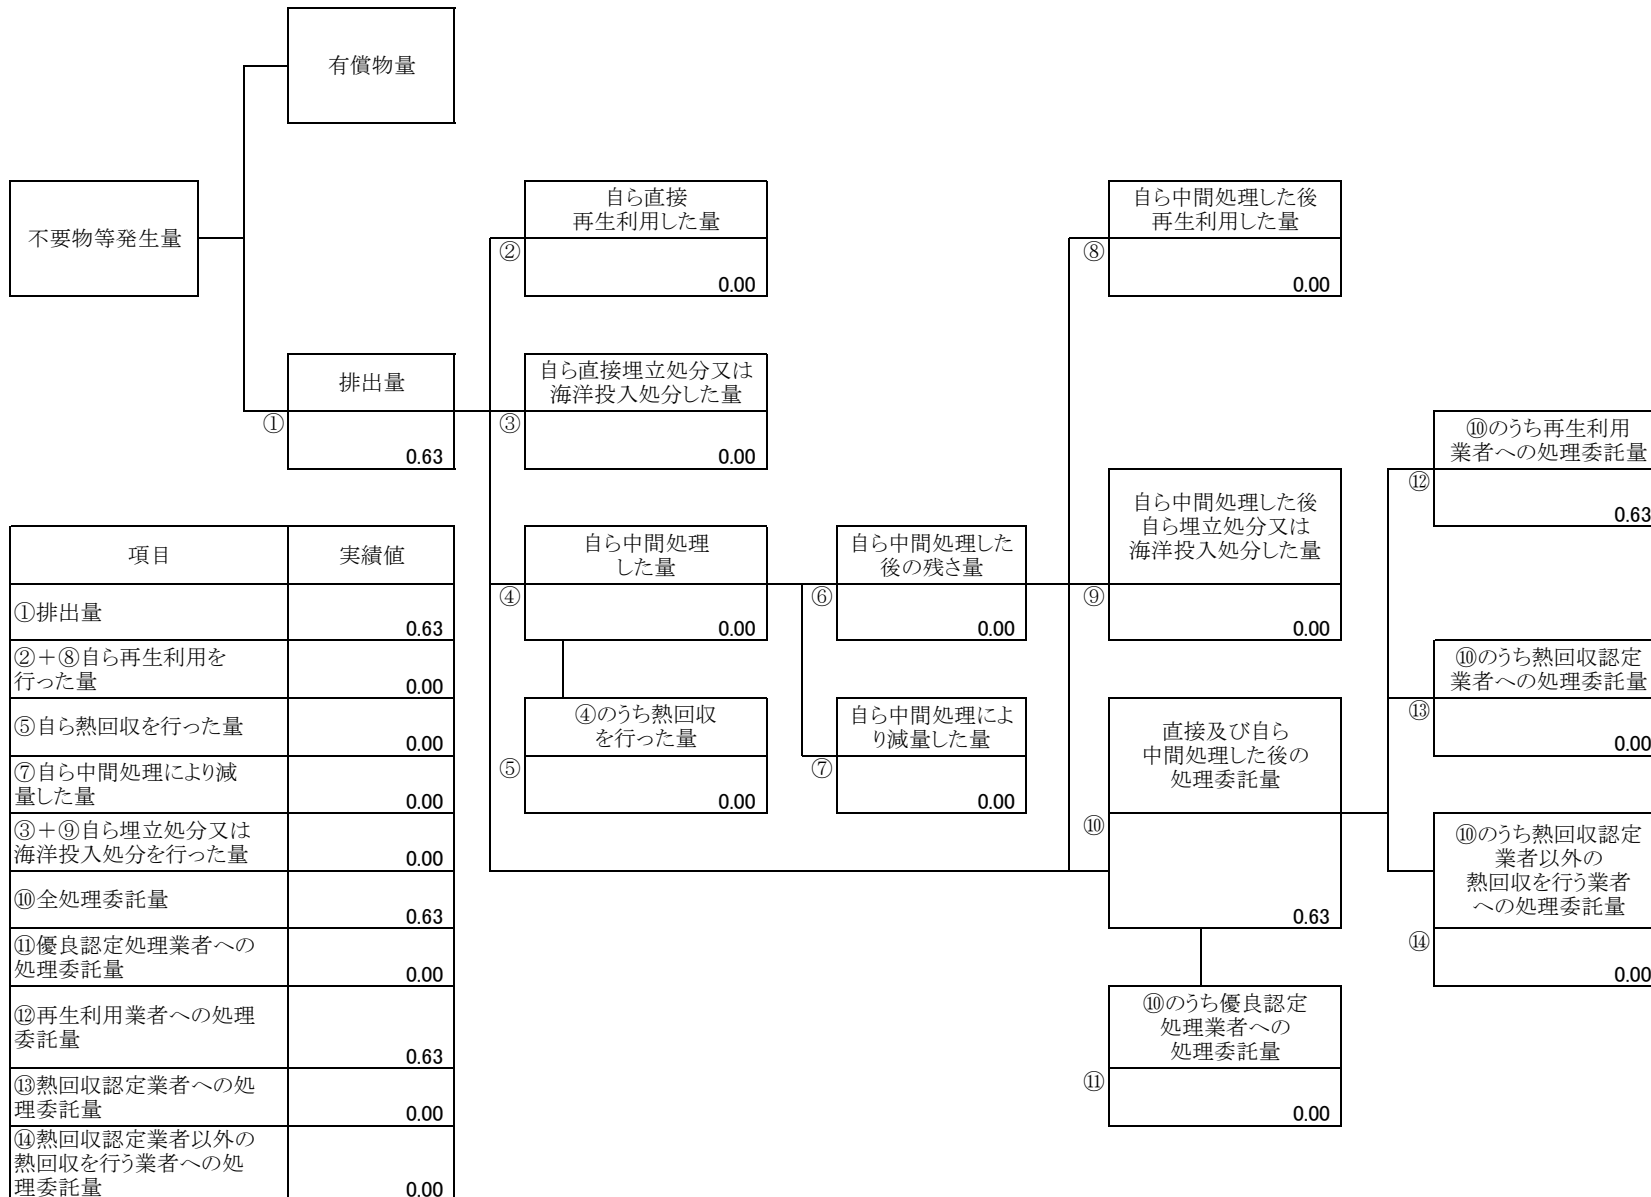 有償物量
不要物等発生量
自ら直接
再生利用した量
②
0.00
自ら中間処理した後
再生利用した量
⑧
0.00
排出量
①
0.63
自ら直接埋立処分又は
海洋投入処分した量
③
0.00
⑩のうち再生利用
業者への処理委託量
⑫
0.63
自ら中間処理
した量
④
0.00
自ら中間処理した
後の残さ量
⑥
0.00
自ら中間処理した後
自ら埋立処分又は
海洋投入処分した量
⑨
0.00
④のうち熱回収
を行った量
⑤
0.00
自ら中間処理によ
り減量した量
⑦
0.00
直接及び自ら
中間処理した後の
処理委託量
⑩
0.63
⑩のうち熱回収認定
業者への処理委託量
⑬
0.00
⑩のうち熱回収認定
業者以外の
熱回収を行う業者
への処理委託量
⑭
0.00
⑩のうち優良認定
処理業者への
処理委託量
⑪
0.00
項目 実績値
①排出量
0.63
②+⑧自ら再生利用を
行った量
0.00
⑤自ら熱回収を行った量
0.00
⑦自ら中間処理により減
量した量
0.00
③+⑨自ら埋立処分又は
海洋投入処分を行った量
0.00
⑩全処理委託量
0.63
⑪優良認定処理業者への
処理委託量
0.00
⑫再生利用業者への処理
委託量
0.63
⑬熱回収認定業者への処
理委託量
0.00
⑭熱回収認定業者以外の
熱回収を行う業者への処
理委託量
0.00